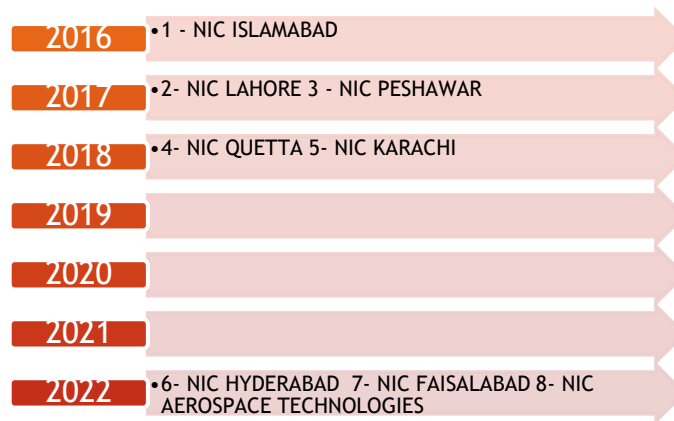 2016
•1 - NIC ISLAMABAD
2017
•2- NIC LAHORE 3 - NIC PESHAWAR
2018
•4- NIC QUETTA 5- NIC KARACHI
2019
2020
2021
2022
•6- NIC HYDERABAD  7- NIC FAISALABAD 8- NIC
AEROSPACE TECHNOLOGIES